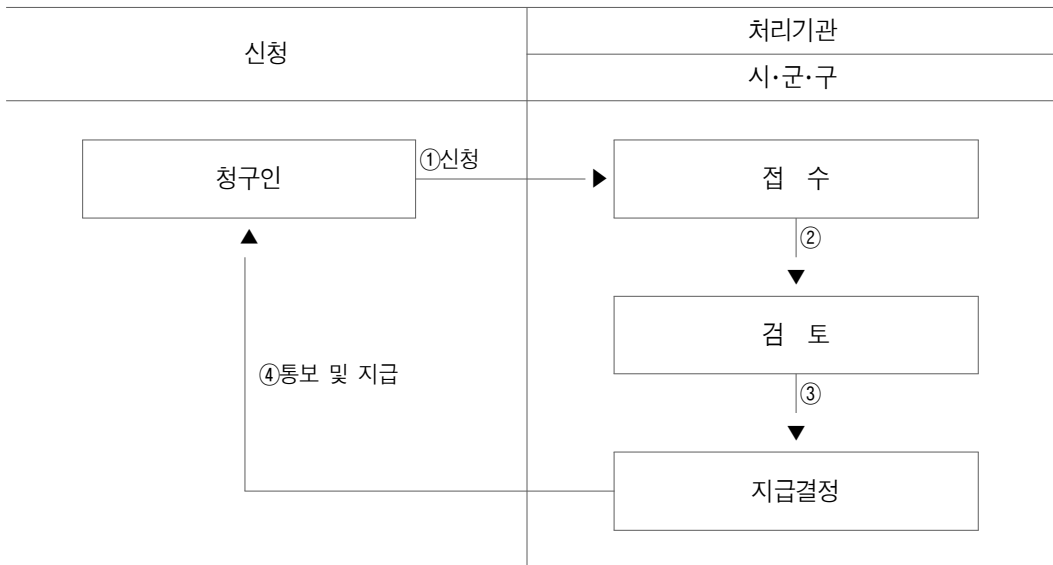 신청
처리기관
시·군·구
청구인
①신청
접 수
②
검 토
③
④통보 및 지급
지급결정